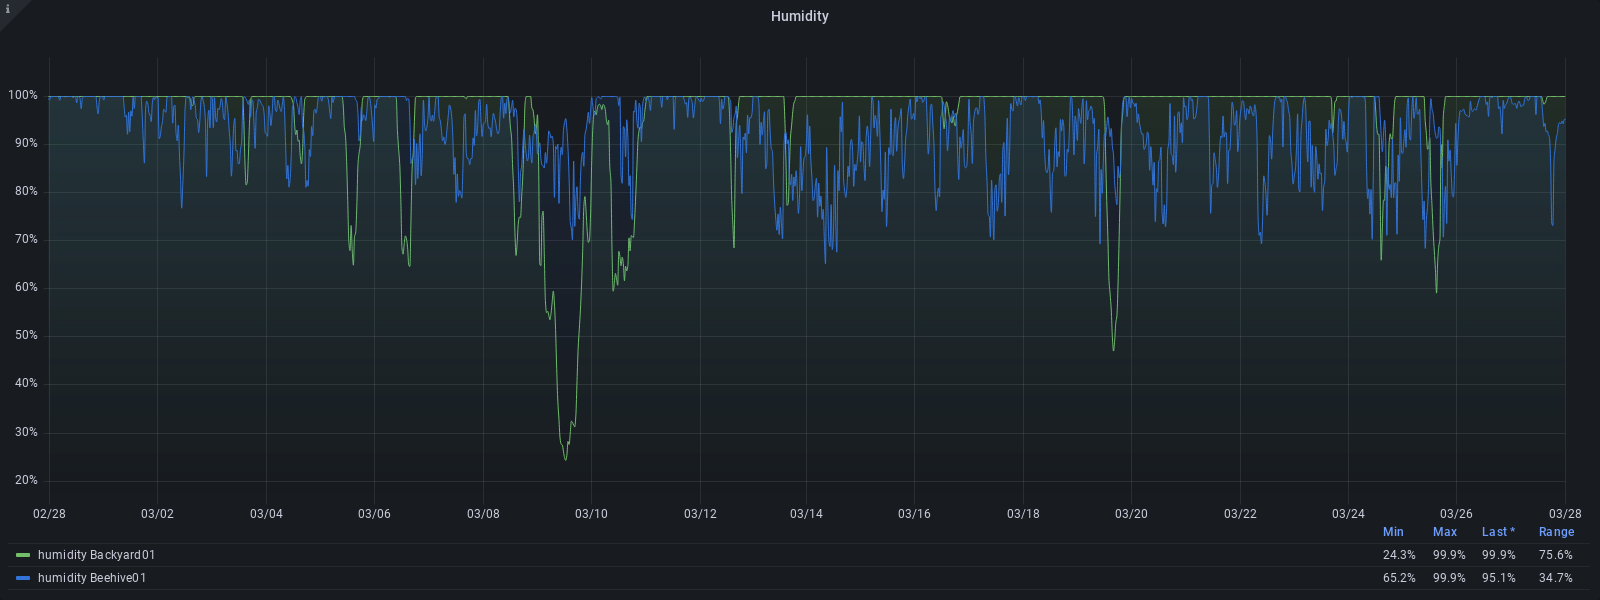 i
Humidity
100%
90%
80%
70%
60%
50%
40%
30%
20%
02/28 03/02 03/04 03/06 03/08 03/10 03/12 03/14 03/16 03/18 03/20 03/22 03/24 03/26 03/28
Min Max Last * Range
humidity Backyard01 24.3% 99.9% 99.9% 75.6%
humidity Beehive01 65.2% 99.9% 95.1% 34.7%